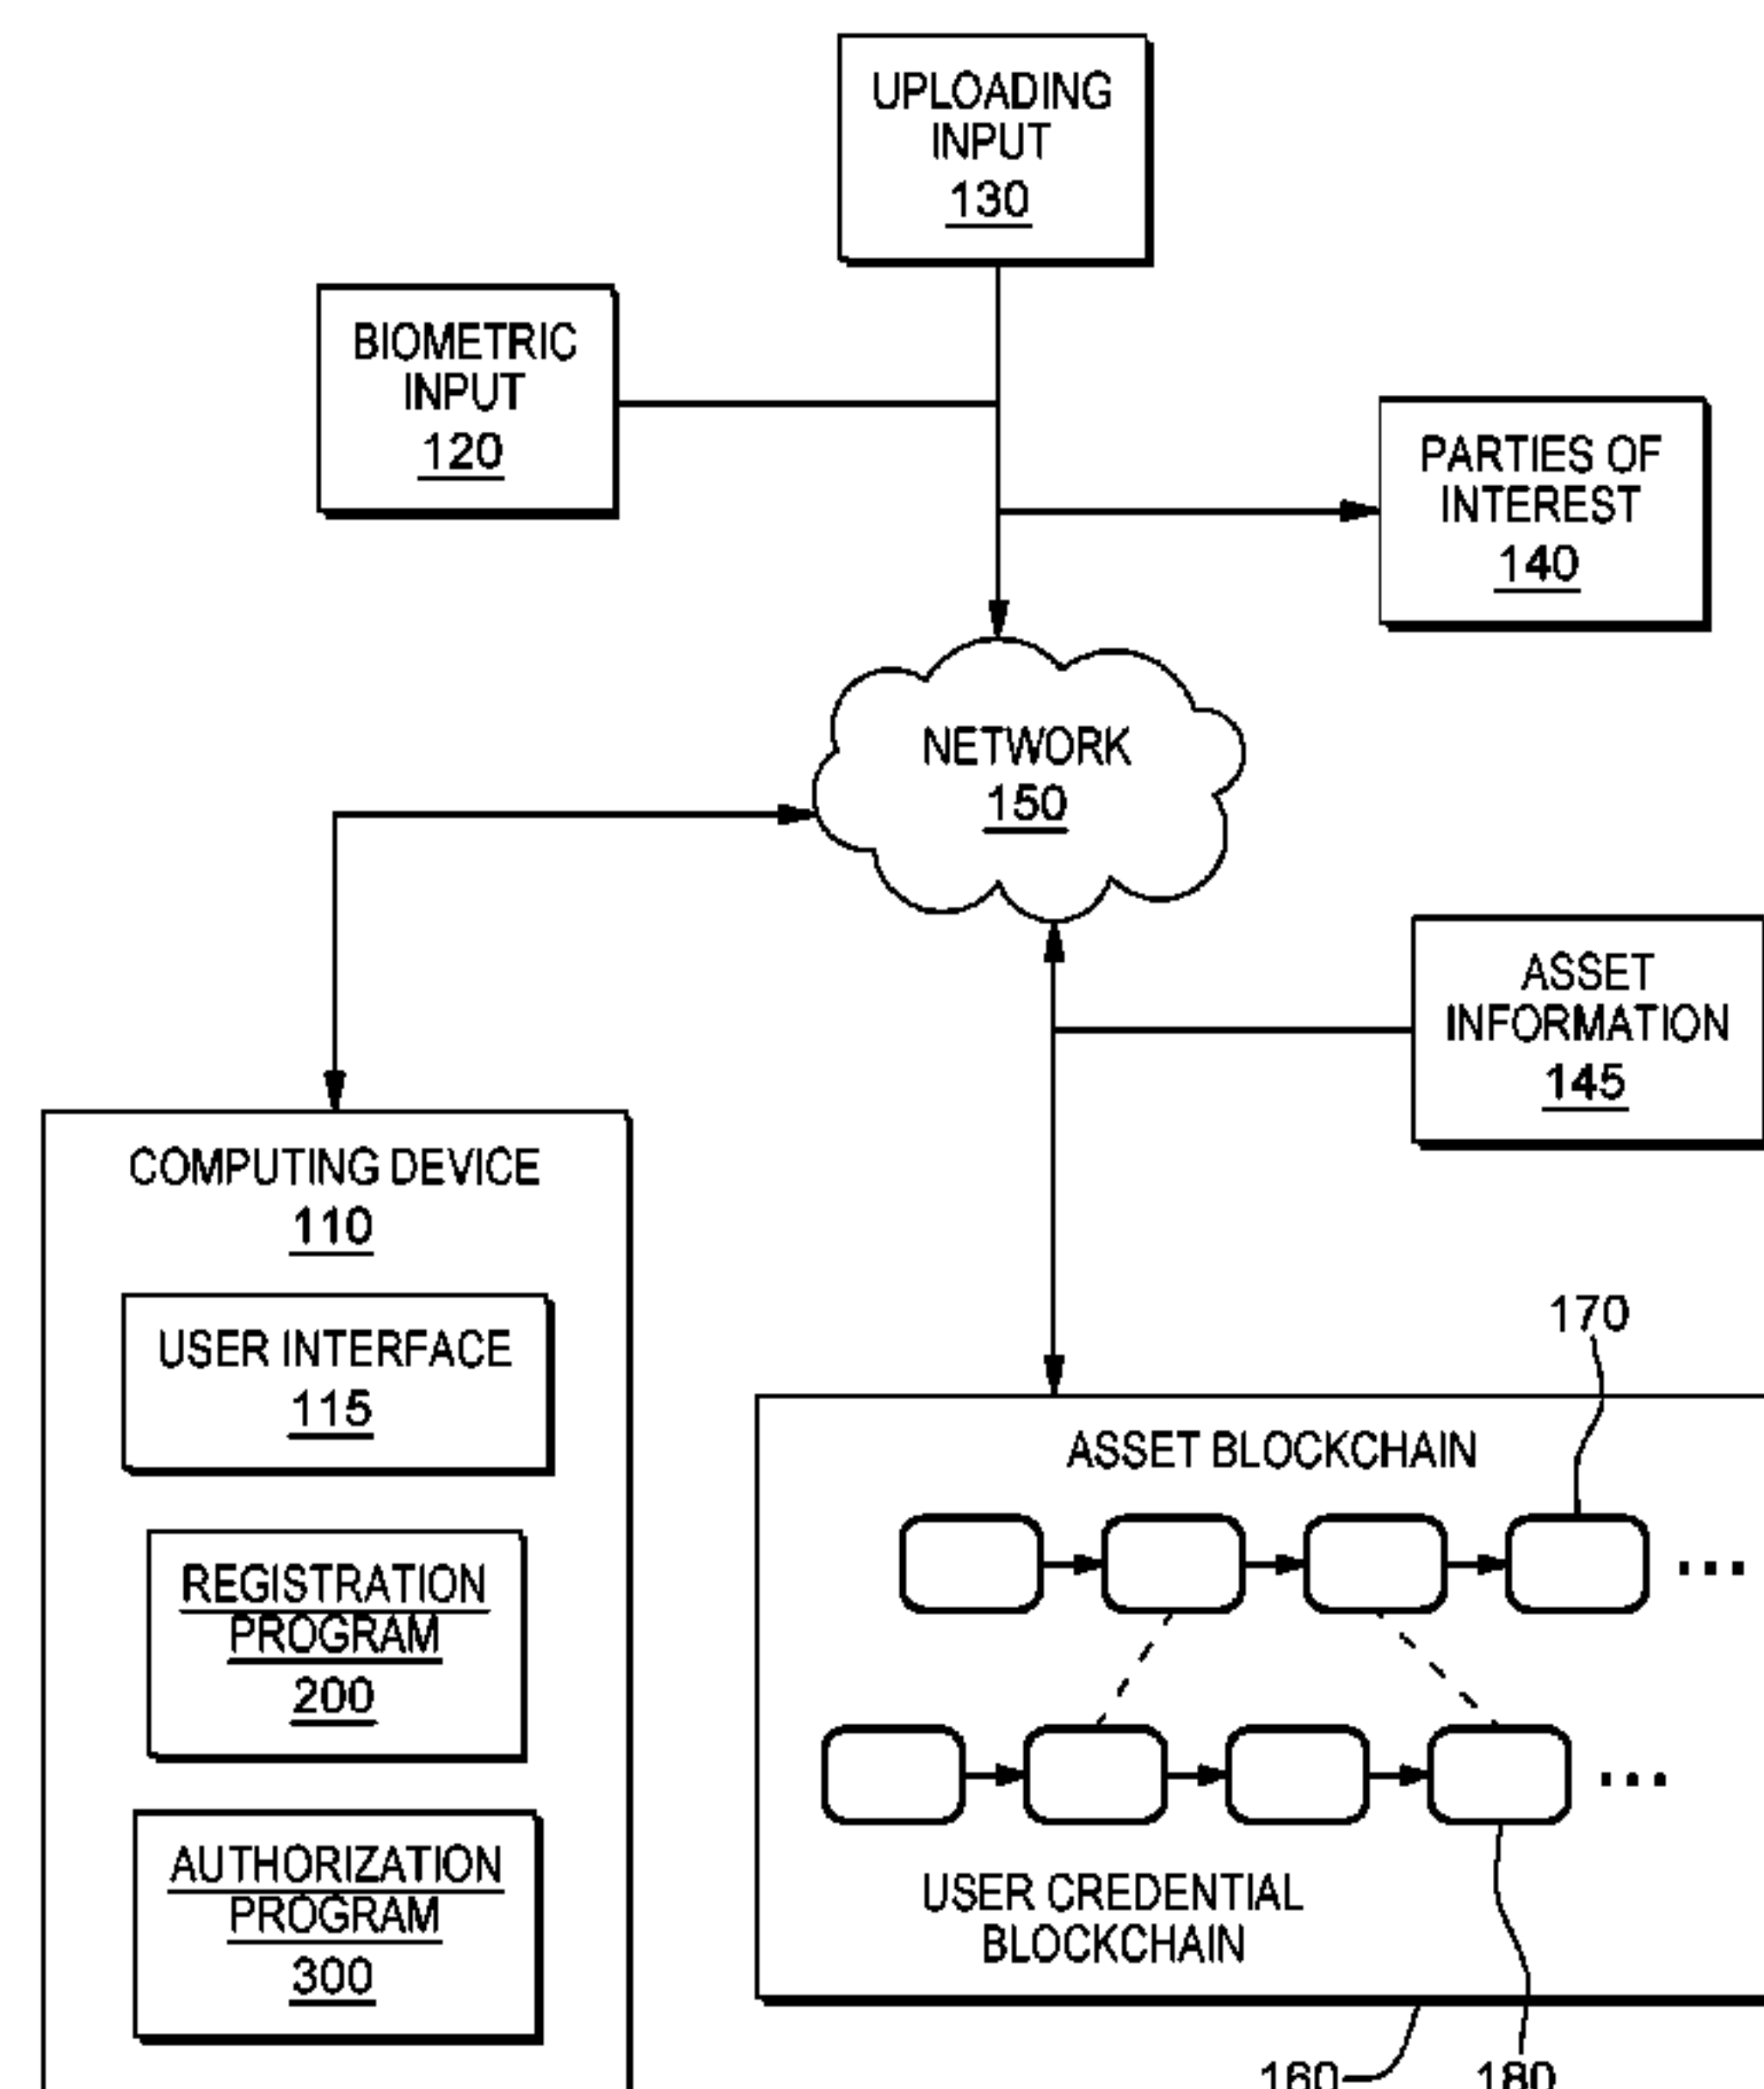 UPLOADING
INPUT
130
BIOMETRIC
INPUT
120
PARTIES OF
INTEREST
140
NETWORK
150
ASSET
INFORMATION
145
COMPUTING DEVICE
110
USER INTERFACE
115
REGISTRATION
PROGRAM
200
AUTHORIZATION
PROGRAM
300
170
ASSET BLOCKCHAIN
...
...
USER CREDENTIAL
BLOCKCHAIN
160
180